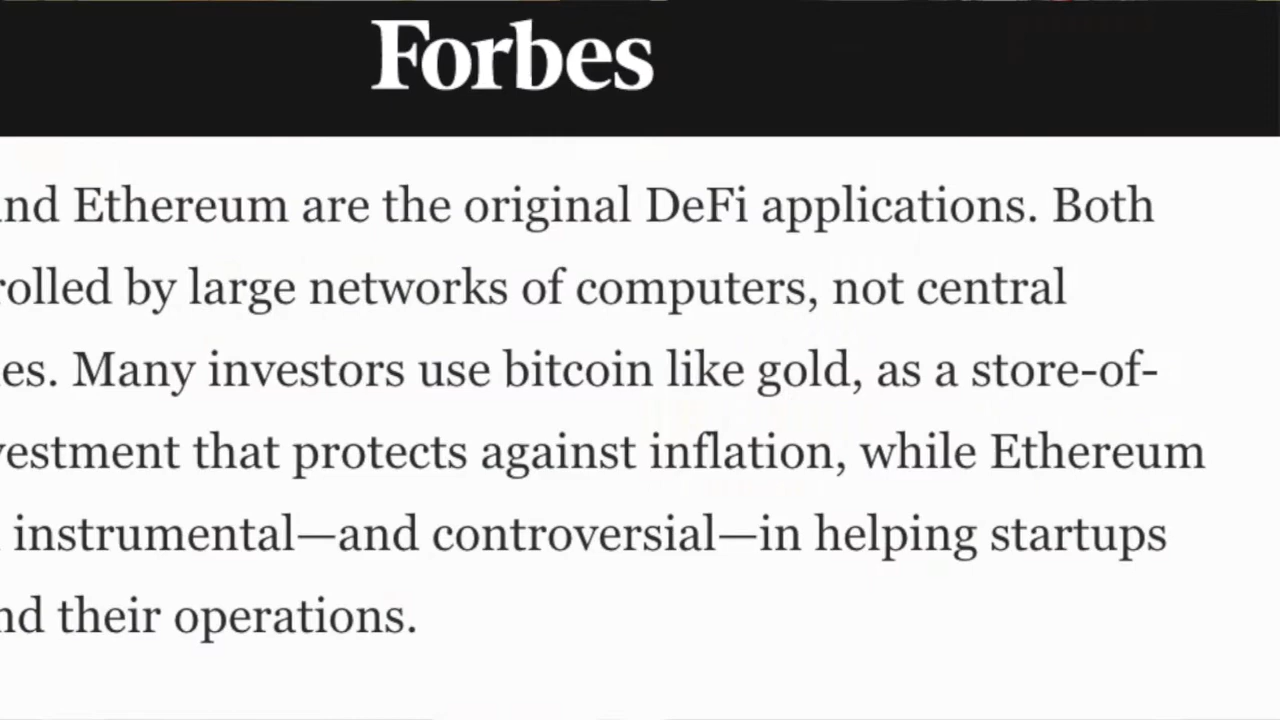 Forbes
nd Ethereum are the original DeFi applications. Both
rolled by large networks of computers, not central
es. Many investors use bitcoin like gold, as a store-of-
vestment that protects against inflation, while Ethereum
instrumental—and controversial—in helping startups
nd their operations.